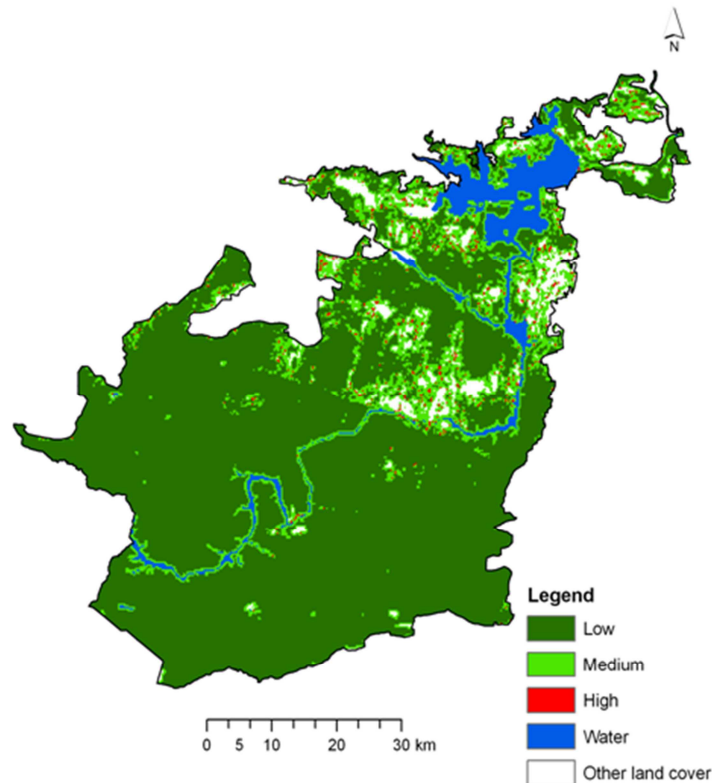 N
Legend
Low
Medium
High
Water
Other land cover
0 5 10 20 30 km